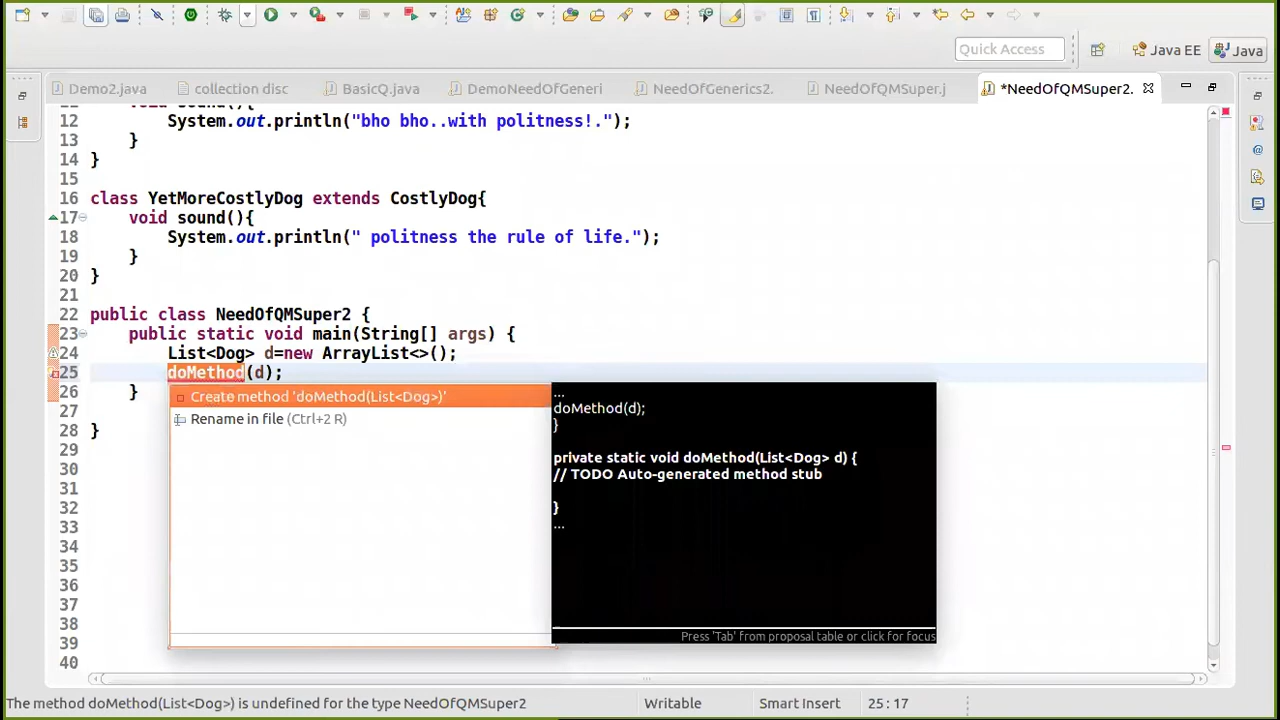 Quick Access
Java EE
Java
Demo2.java
collection disc
BasicQ.java
DemoNeedOfGeneri
NeedOfGenerics2.
NeedOfQMSuper.j
*NeedOfQMSuper2.
11 void sound(){
12 System.out.println("bho bho..with politness!.");
13 }
14 }
15
16 class YetMoreCostlyDog extends CostlyDog{
17 void sound(){
18 System.out.println(" politness the rule of life.");
19 }
20 }
21
22 public class NeedOfQMSuper2 {
23 public static void main(String[] args) {
24 List<Dog> d=new ArrayList<>();
25 doMethod(d);
26 }
27
28 }
29
30
31
32
33
34
35
36
37
38
39
40
Create method 'doMethod(List<Dog>)'
Rename in file (Ctrl+2 R)
...
doMethod(d);
}
private static void doMethod(List<Dog> d) {
// TODO Auto-generated method stub
}
...
Press 'Tab' from proposal table or click for focus
The method doMethod(List<Dog>) is undefined for the type NeedOfQMSuper2
Writable
Smart Insert
25 : 17